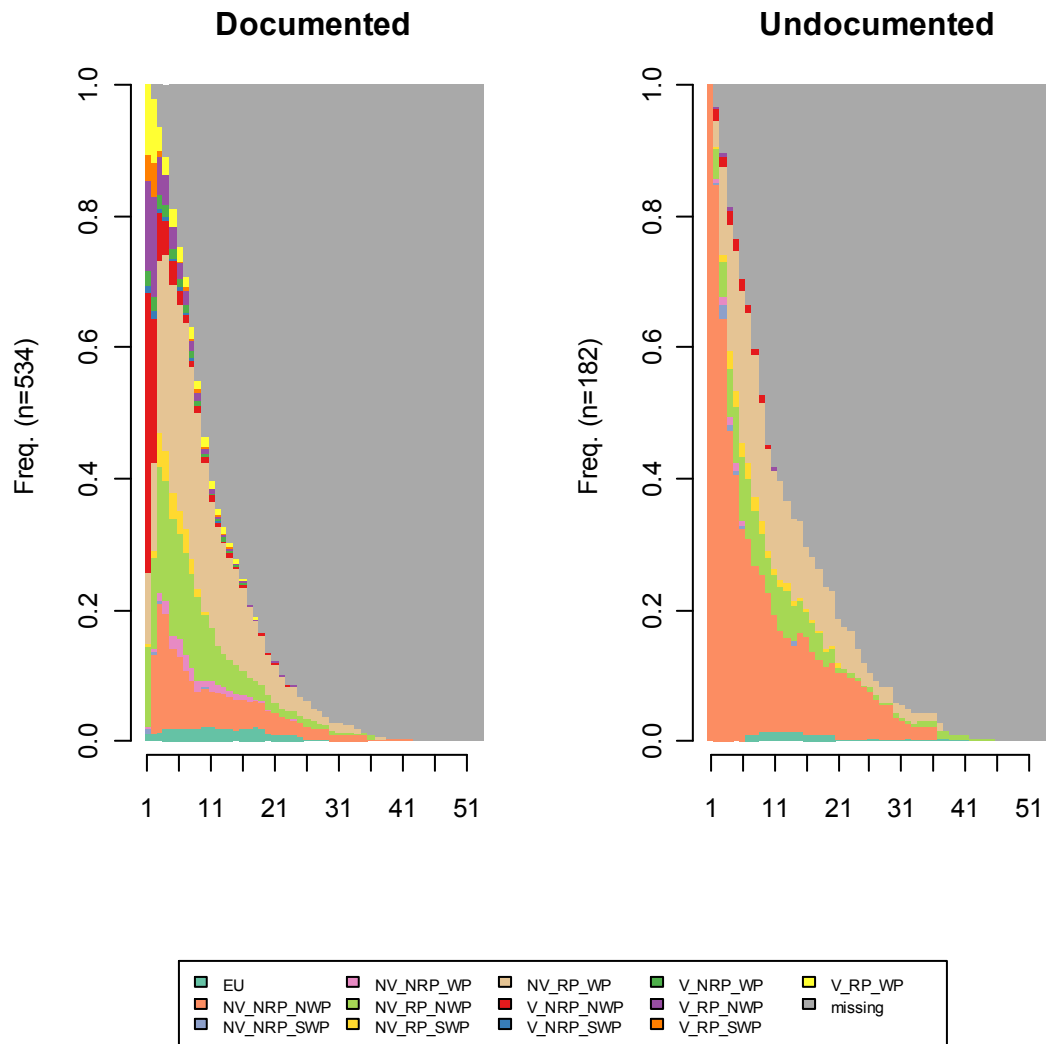 Documented
Freq. (n=534)
1.0
0.8
0.6
0.4
0.2
0.0
1 11 21 31 41 51
Undocumented
Freq. (n=182)
1.0
0.8
0.6
0.4
0.2
0.0
1 11 21 31 41 51
EU NV_NRP_WP NV_RP_WP V_NRP_WP V_RP_WP
NV_NRP_NWP NV_RP_NWP V_NRP_NWP V_RP_NWP missing
NV_NRP_SWP NV_RP_SWP V_NRP_SWP V_RP_SWP